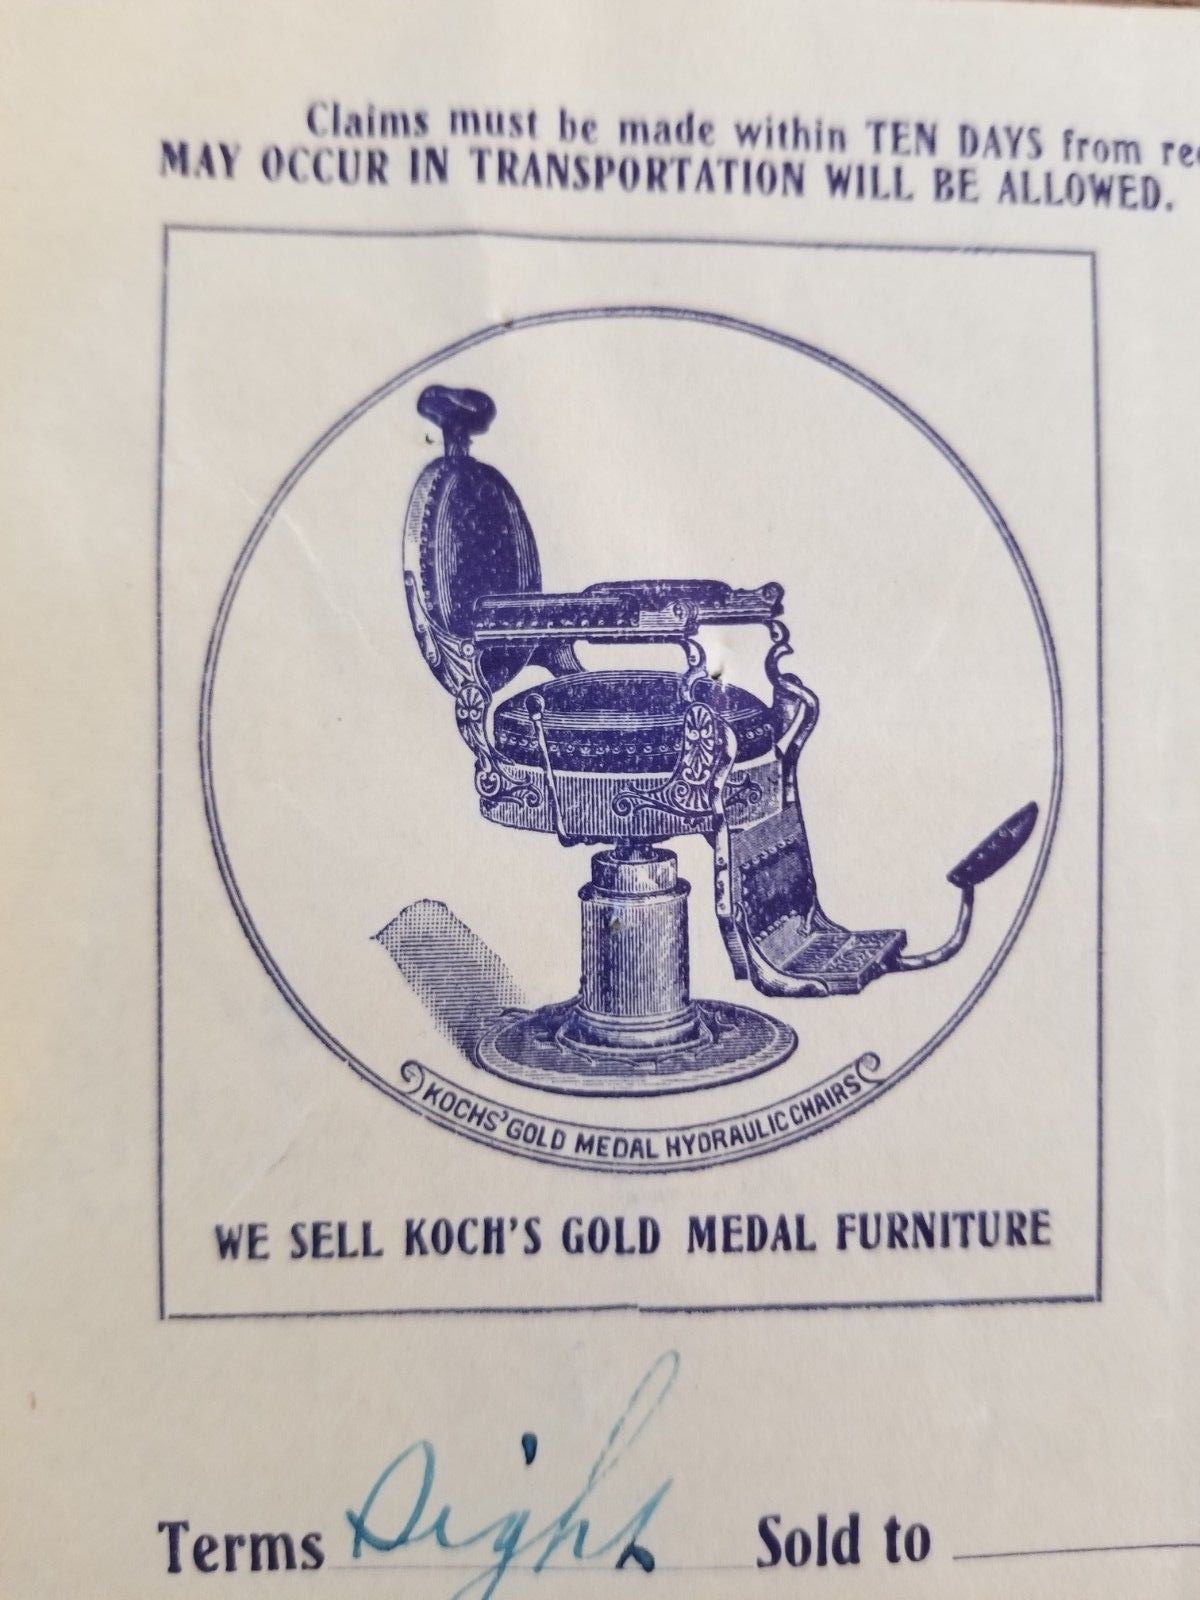 Claims must be made within TEN DAYS from rec
MAY OCCUR IN TRANSPORTATION WILL BE ALLOWED.
KOCHS' GOLD MEDAL HYDRAULIC CHAIRS
WE SELL KOCH'S GOLD MEDAL FURNITURE
Terms Sight Sold to